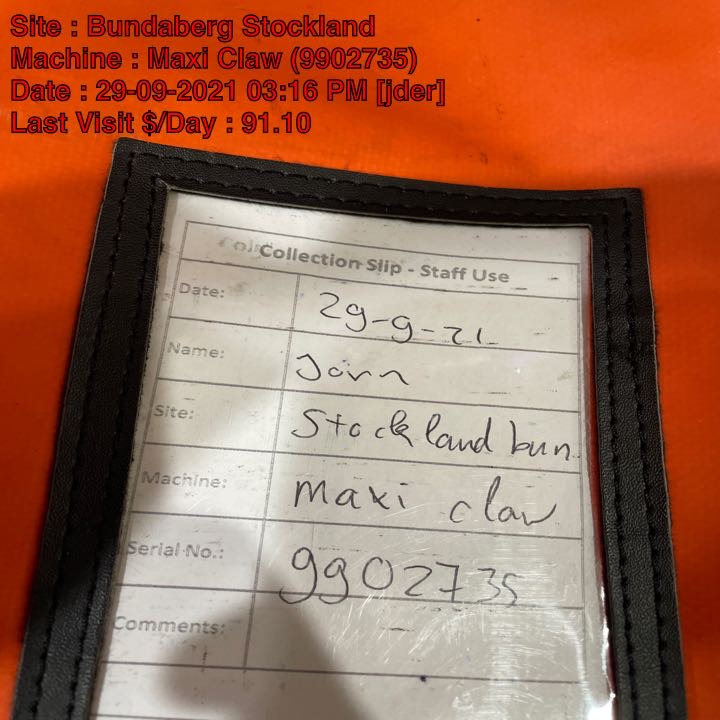 Site : Bundaberg Stockland
Machine : Maxi Claw (9902735)
Date : 29-09-2021 03:16 PM [jder]
Last Visit $/Day : 91.10
Collection Slip - Staff Use
Date: 29-9-21
Name:
Site: Stockland bun
Machine: maxi claw
Serial No.: 9902735
Comments: